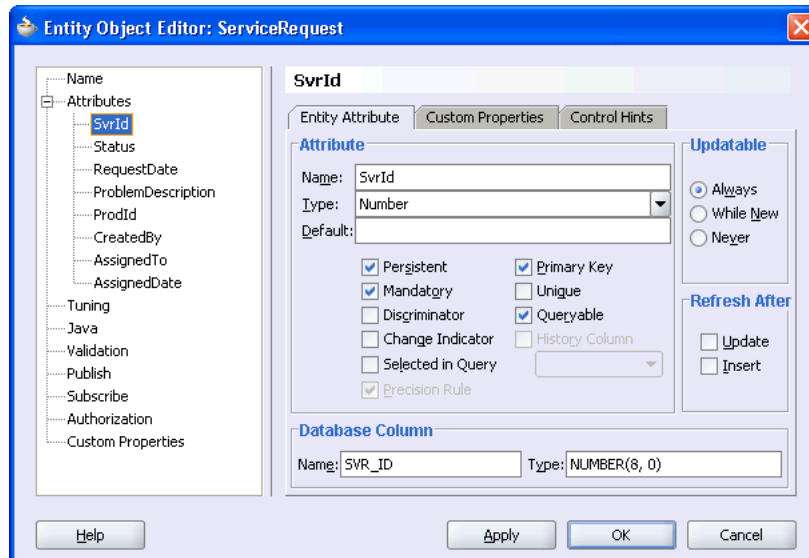 Entity Object Editor: ServiceRequest
Name
Attributes
SvrId
Status
RequestDate
ProblemDescription
ProdId
CreatedBy
AssignedTo
AssignedDate
Tuning
Java
Validation
Publish
Subscribe
Authorization
Custom Properties
SvrId
Entity Attribute Custom Properties Control Hints
Attribute
Name: SvrId
Type: Number
Default:
Persistent Primary Key
Mandatory Unique
Discriminator Queryable
Change Indicator History Column
Selected in Query
Precision Rule
Updatable
Always
While New
Never
Refresh After
Update
Insert
Database Column
Name: SVR_ID Type: NUMBER(8, 0)
Help Apply OK Cancel